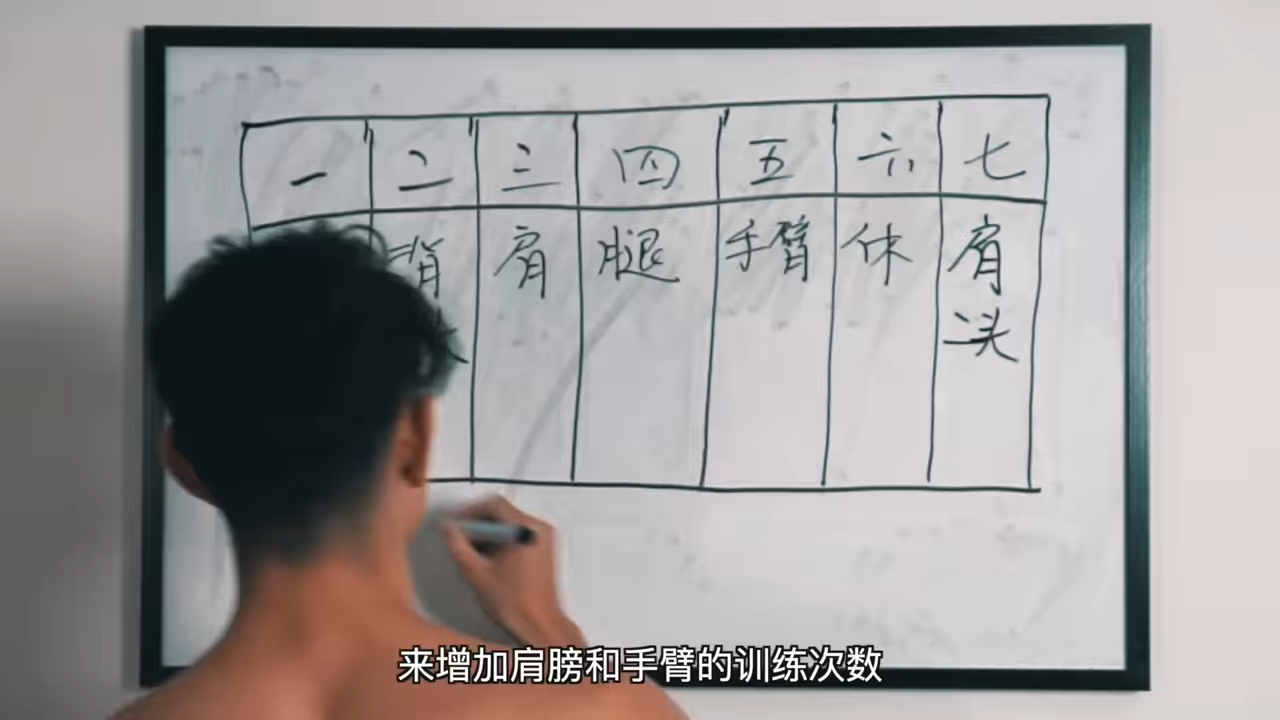 一 二 三 四 五 六 七
背 肩 腿 手臂 休 肩
二头
来增加肩膀和手臂的训练次数